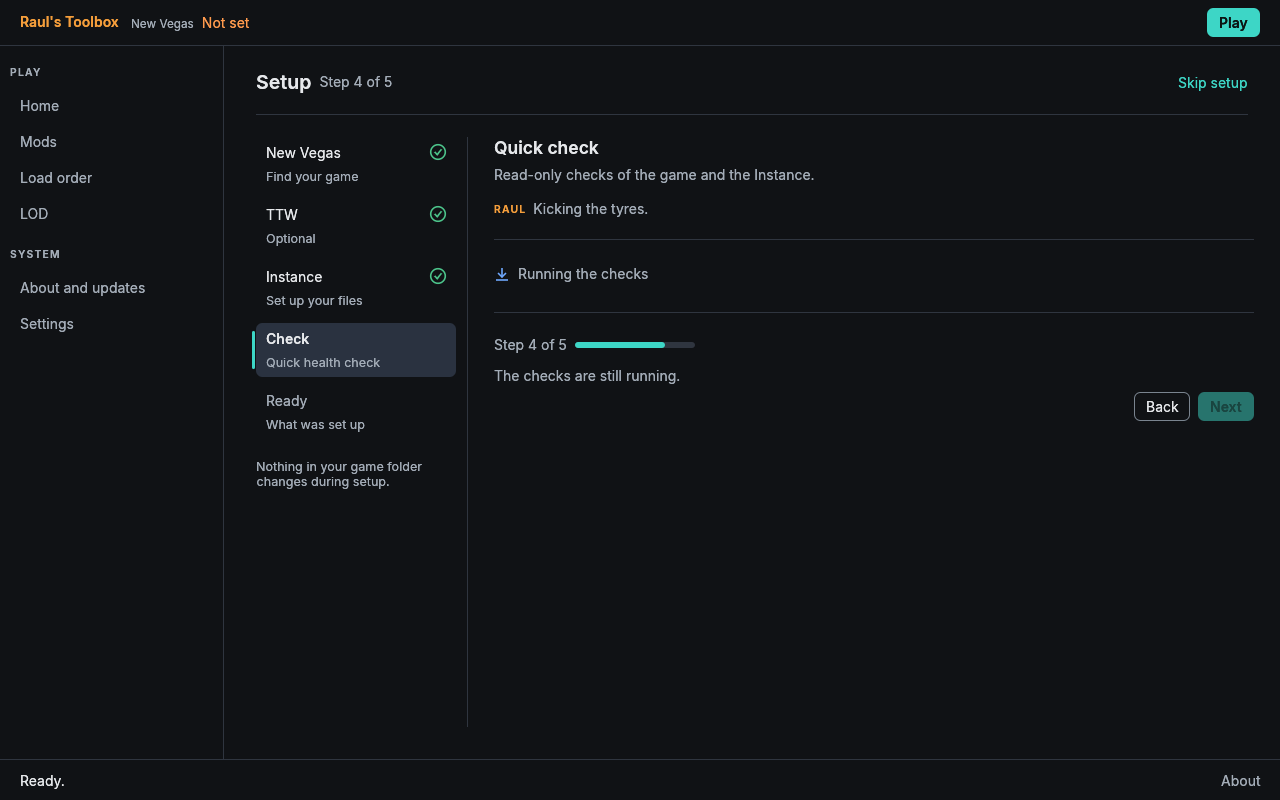 Raul's Toolbox New Vegas Not set
Play
PLAY
Home
Mods
Load order
LOD
SYSTEM
About and updates
Settings
Setup Step 4 of 5
Skip setup
New Vegas
Find your game
TTW
Optional
Instance
Set up your files
Check
Quick health check
Ready
What was set up
Nothing in your game folder
changes during setup.
Quick check
Read-only checks of the game and the Instance.
RAUL Kicking the tyres.
Running the checks
Step 4 of 5
The checks are still running.
Back
Next
Ready.
About